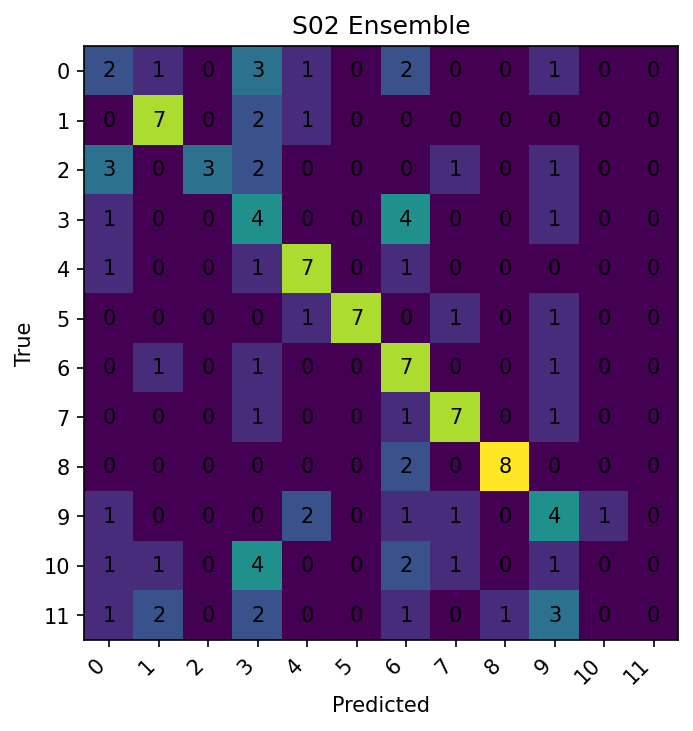 S02 Ensemble
True
0 2 1 0 3 1 0 2 0 0 1 0 0
1 0 7 0 2 1 0 0 0 0 0 0 0
2 3 0 3 2 0 0 0 1 0 1 0 0
3 1 0 0 4 0 0 4 0 0 1 0 0
4 1 0 0 1 7 0 1 0 0 0 0 0
5 0 0 0 0 1 7 0 1 0 1 0 0
6 0 1 0 1 0 0 7 0 0 1 0 0
7 0 0 0 1 0 0 1 7 0 1 0 0
8 0 0 0 0 0 0 2 0 8 0 0 0
9 1 0 0 0 2 0 1 1 0 4 1 0
10 1 1 0 4 0 0 2 1 0 1 0 0
11 1 2 0 2 0 0 1 0 1 3 0 0
0 1 2 3 4 5 6 7 8 9 10 11
Predicted